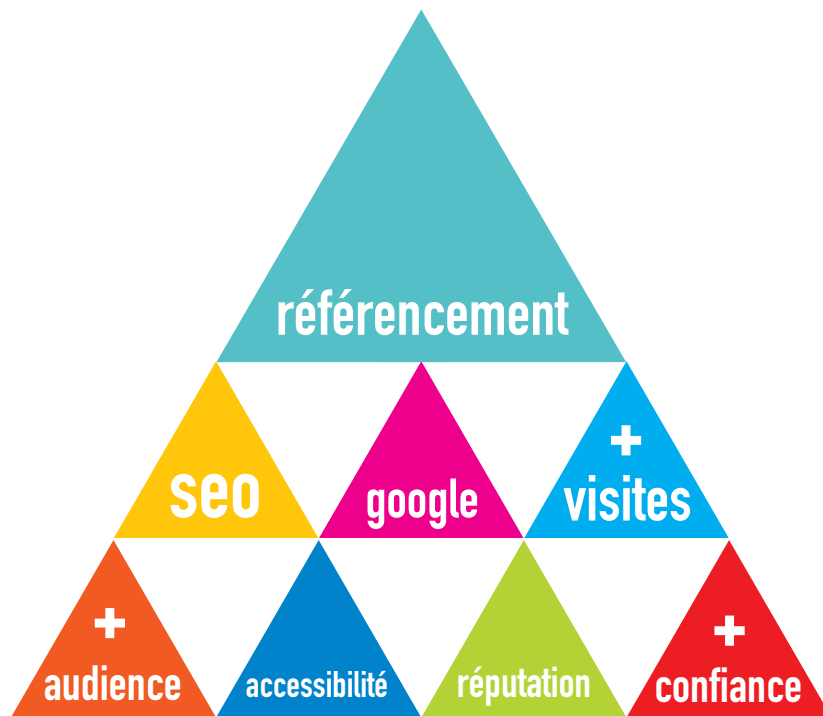 référencement
seo
google
+
visites
+
audience
accessibilité
réputation
+
confiance